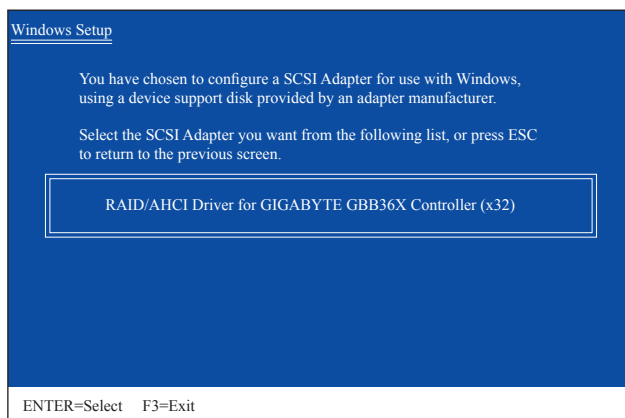 Windows Setup
You have chosen to configure a SCSI Adapter for use with Windows,
using a device support disk provided by an adapter manufacturer.
Select the SCSI Adapter you want from the following list, or press ESC
to return to the previous screen.
RAID/AHCI Driver for GIGABYTE GBB36X Controller (x32)
ENTER=Select F3=Exit